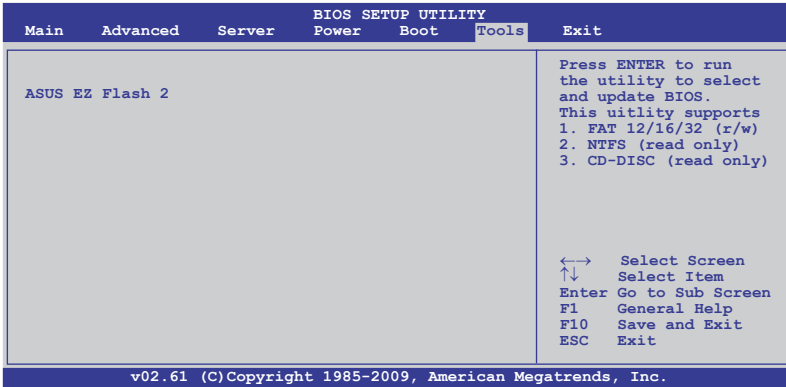 BIOS SETUP UTILITY
Main Advanced Server Power Boot Tools Exit
ASUS EZ Flash 2
Press ENTER to run
the utility to select
and update BIOS.
This uitlity supports
1. FAT 12/16/32 (r/w)
2. NTFS (read only)
3. CD-DISC (read only)
←→ Select Screen
↑↓ Select Item
Enter Go to Sub Screen
F1 General Help
F10 Save and Exit
ESC Exit
v02.61 (C)Copyright 1985-2009, American Megatrends, Inc.